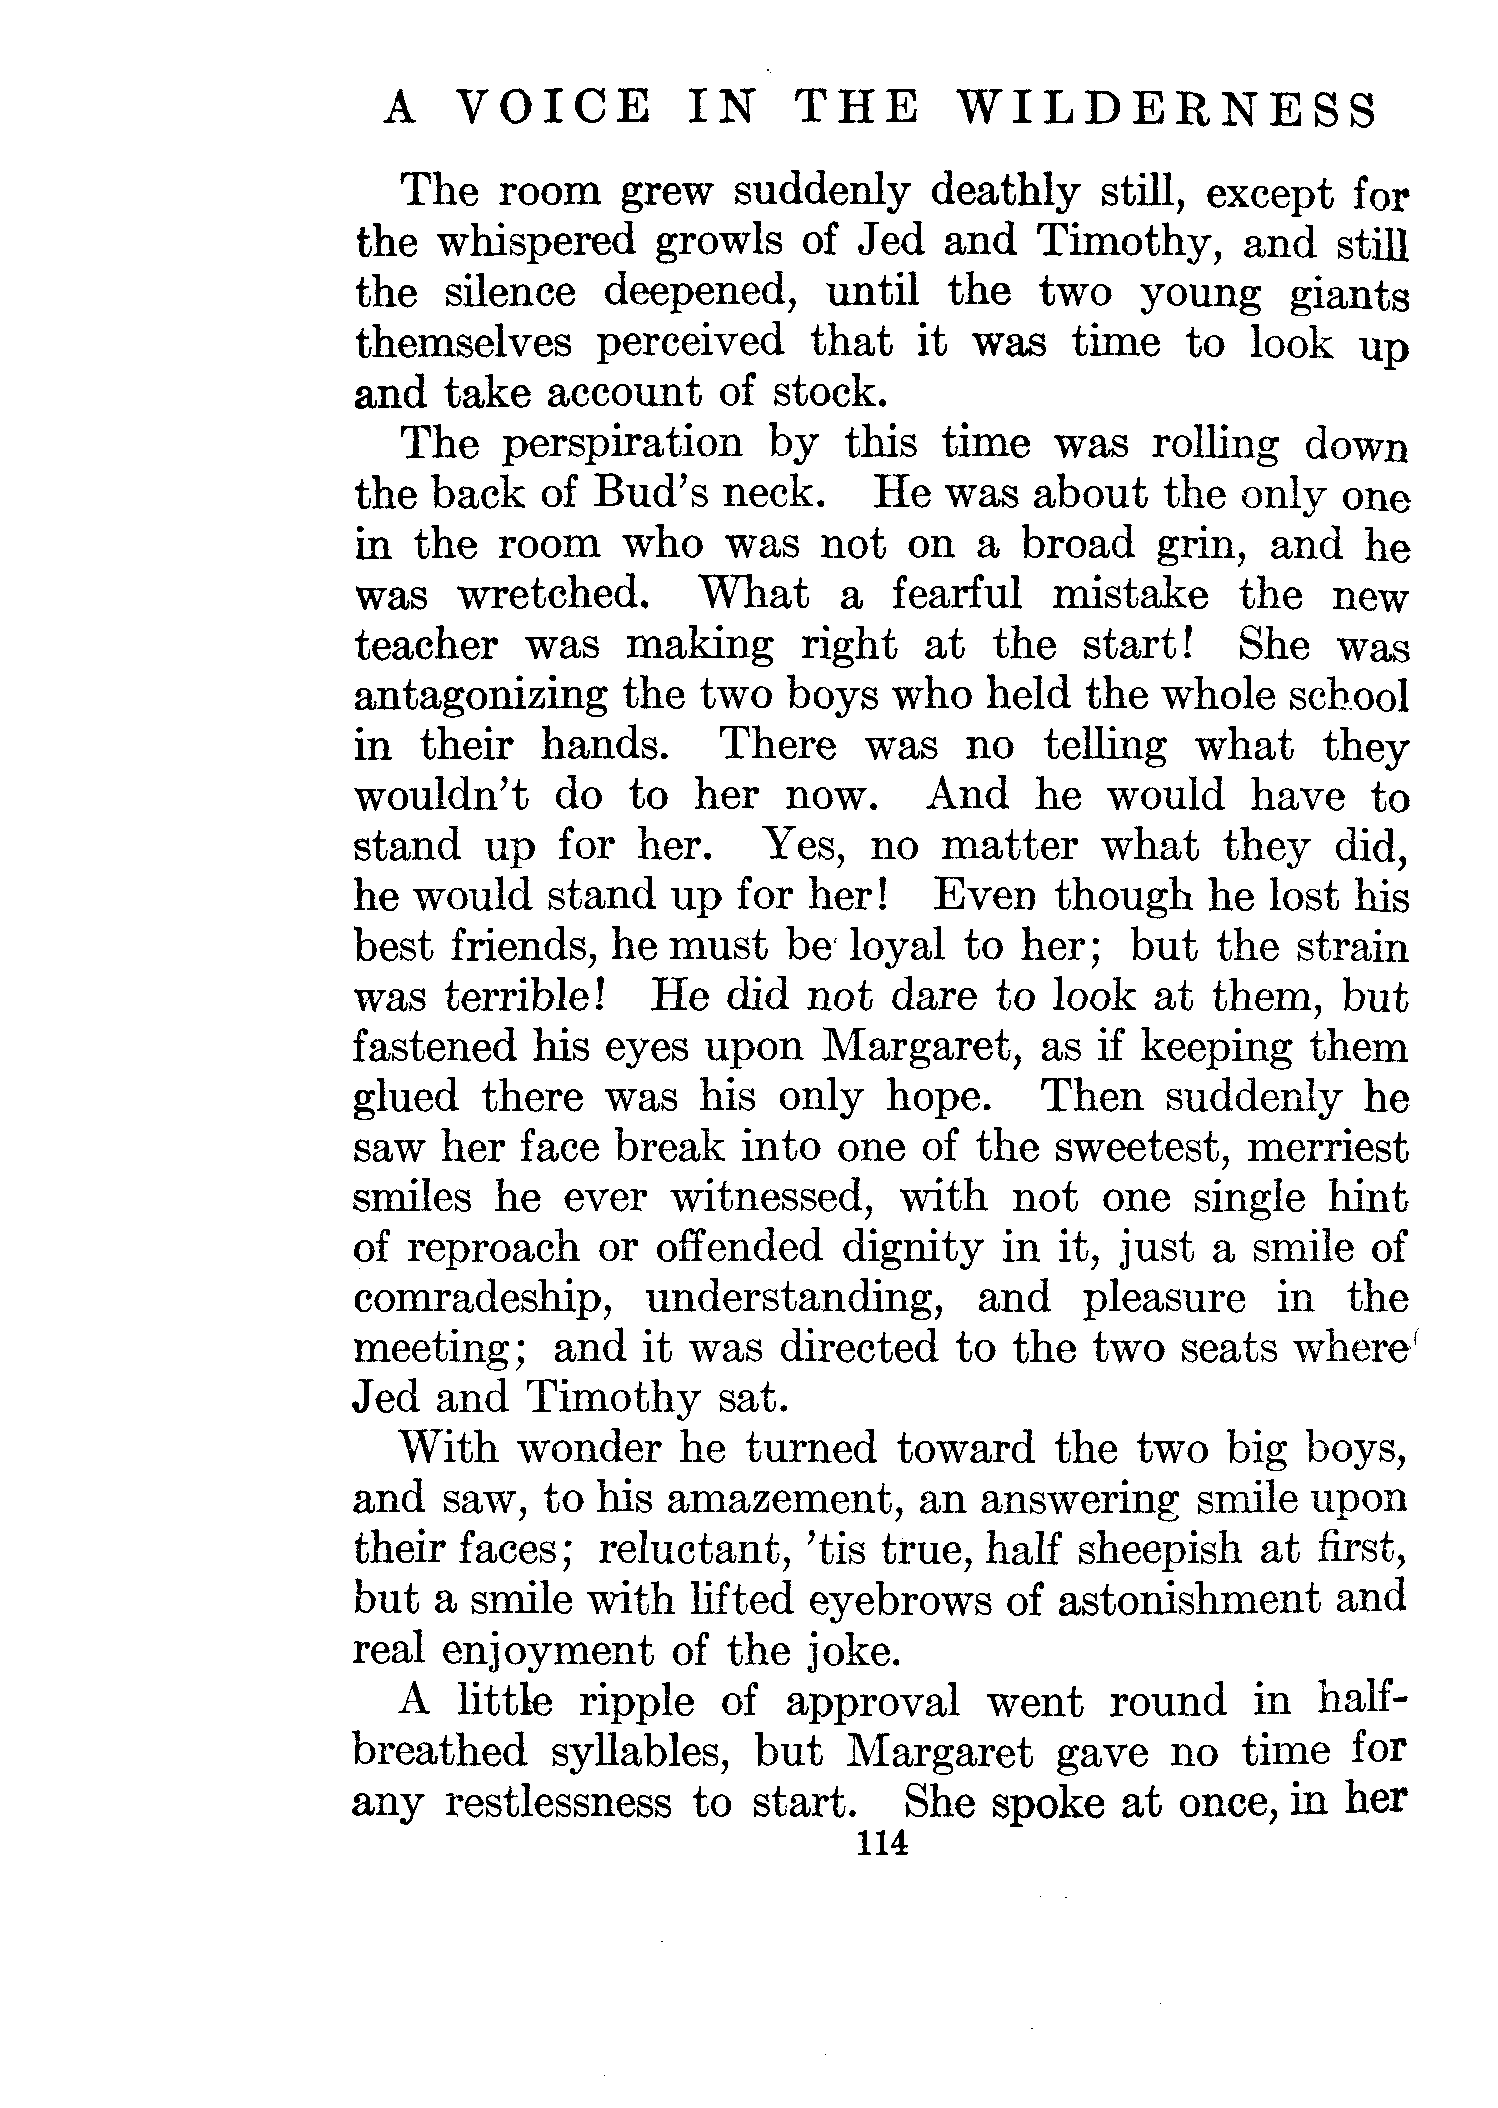 A VOICE IN THE WILDERNESS
The room grew suddenly deathly still, except for
the whispered growls of Jed and Timothy, and still
the silence deepened, until the two young giants
themselves perceived that it was time to look up
and take account of stock.
The perspiration by this time was rolling down
the back of Bud's neck. He was about the only one
in the room who was not on a broad grin, and he
was wretched. What a fearful mistake the new
teacher was making right at the start! She was
antagonizing the two boys who held the whole school
in their hands. There was no telling what they
wouldn't do to her now. And he would have to
stand up for her. Yes, no matter what they did,
he would stand up for her! Even though he lost his
best friends, he must be loyal to her; but the strain
was terrible! He did not dare to look at them, but
fastened his eyes upon Margaret, as if keeping them
glued there was his only hope. Then suddenly he
saw her face break into one of the sweetest, merriest
smiles he ever witnessed, with not one single hint
of reproach or offended dignity in it, just a smile of
comradeship, understanding, and pleasure in the
meeting; and it was directed to the two seats where
Jed and Timothy sat.
With wonder he turned toward the two big boys,
and saw, to his amazement, an answering smile upon
their faces; reluctant, 'tis true, half sheepish at first,
but a smile with lifted eyebrows of astonishment and
real enjoyment of the joke.
A little ripple of approval went round in half-
breathed syllables, but Margaret gave no time for
any restlessness to start. She spoke at once, in her
114